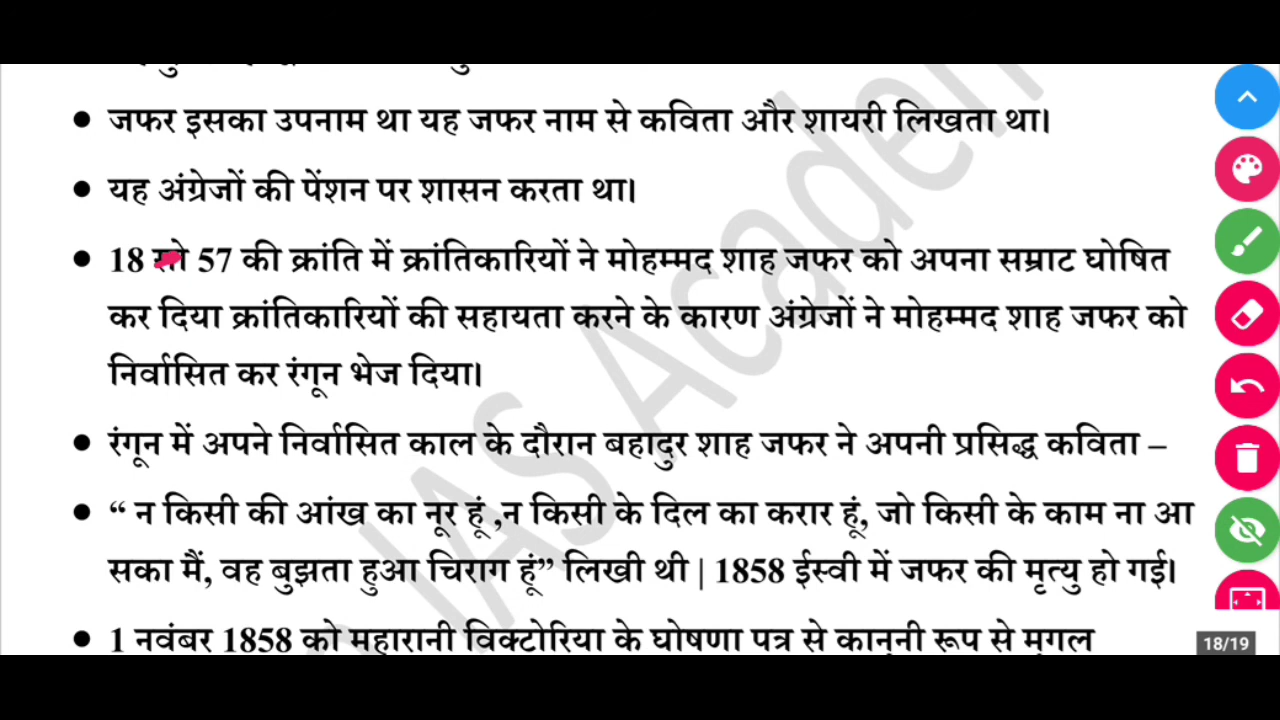 • जफर इसका उपनाम था यह जफर नाम से कविता और शायरी लिखता था।
• यह अंग्रेजों की पेंशन पर शासन करता था।
• 18 सो 57 की क्रांति में क्रांतिकारियों ने मोहम्मद शाह जफर को अपना सम्राट घोषित
कर दिया क्रांतिकारियों की सहायता करने के कारण अंग्रेजों ने मोहम्मद शाह जफर को
निर्वासित कर रंगून भेज दिया।
• रंगून में अपने निर्वासित काल के दौरान बहादुर शाह जफर ने अपनी प्रसिद्ध कविता –
• “ न किसी की आंख का नूर हूं ,न किसी के दिल का करार हूं, जो किसी के काम ना आ
सका मैं, वह बुझता हुआ चिराग हूं” लिखी थी | 1858 ईस्वी में जफर की मृत्यु हो गई।
• 1 नवंबर 1858 को महारानी विक्टोरिया के घोषणा पत्र से कानूनी रूप से मुगल
IAS Academ
18/19